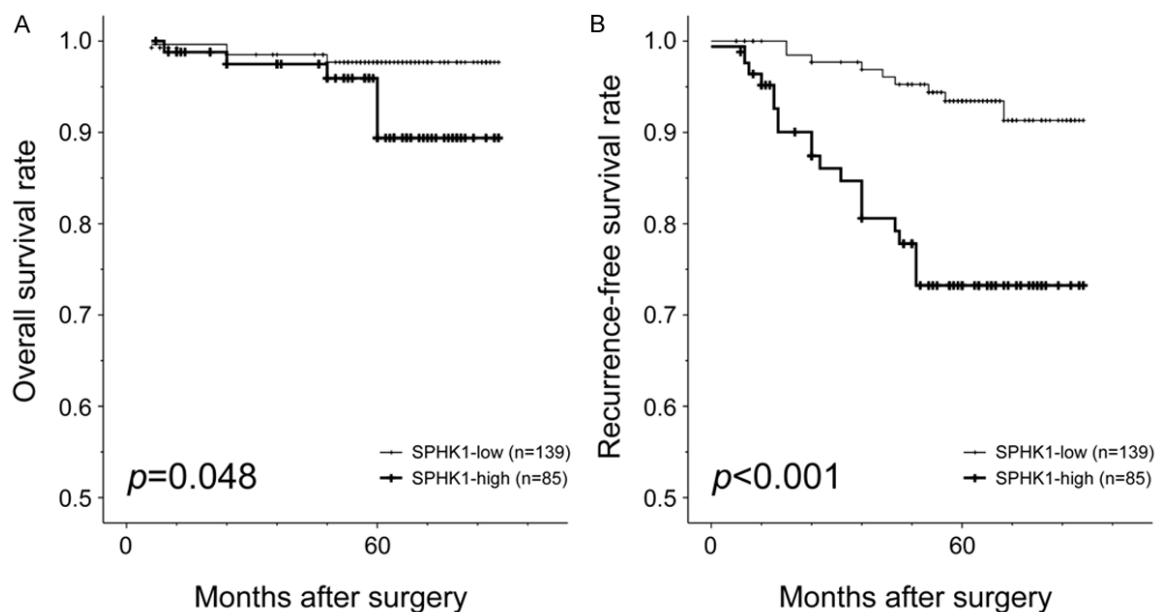 A
Overall survival rate
1.0
0.9
0.8
0.7
0.6
0.5
p=0.048
SPHK1-low (n=139)
SPHK1-high (n=85)
0
60
Months after surgery
B
Recurrence-free survival rate
1.0
0.9
0.8
0.7
0.6
0.5
p<0.001
SPHK1-low (n=139)
SPHK1-high (n=85)
0
60
Months after surgery